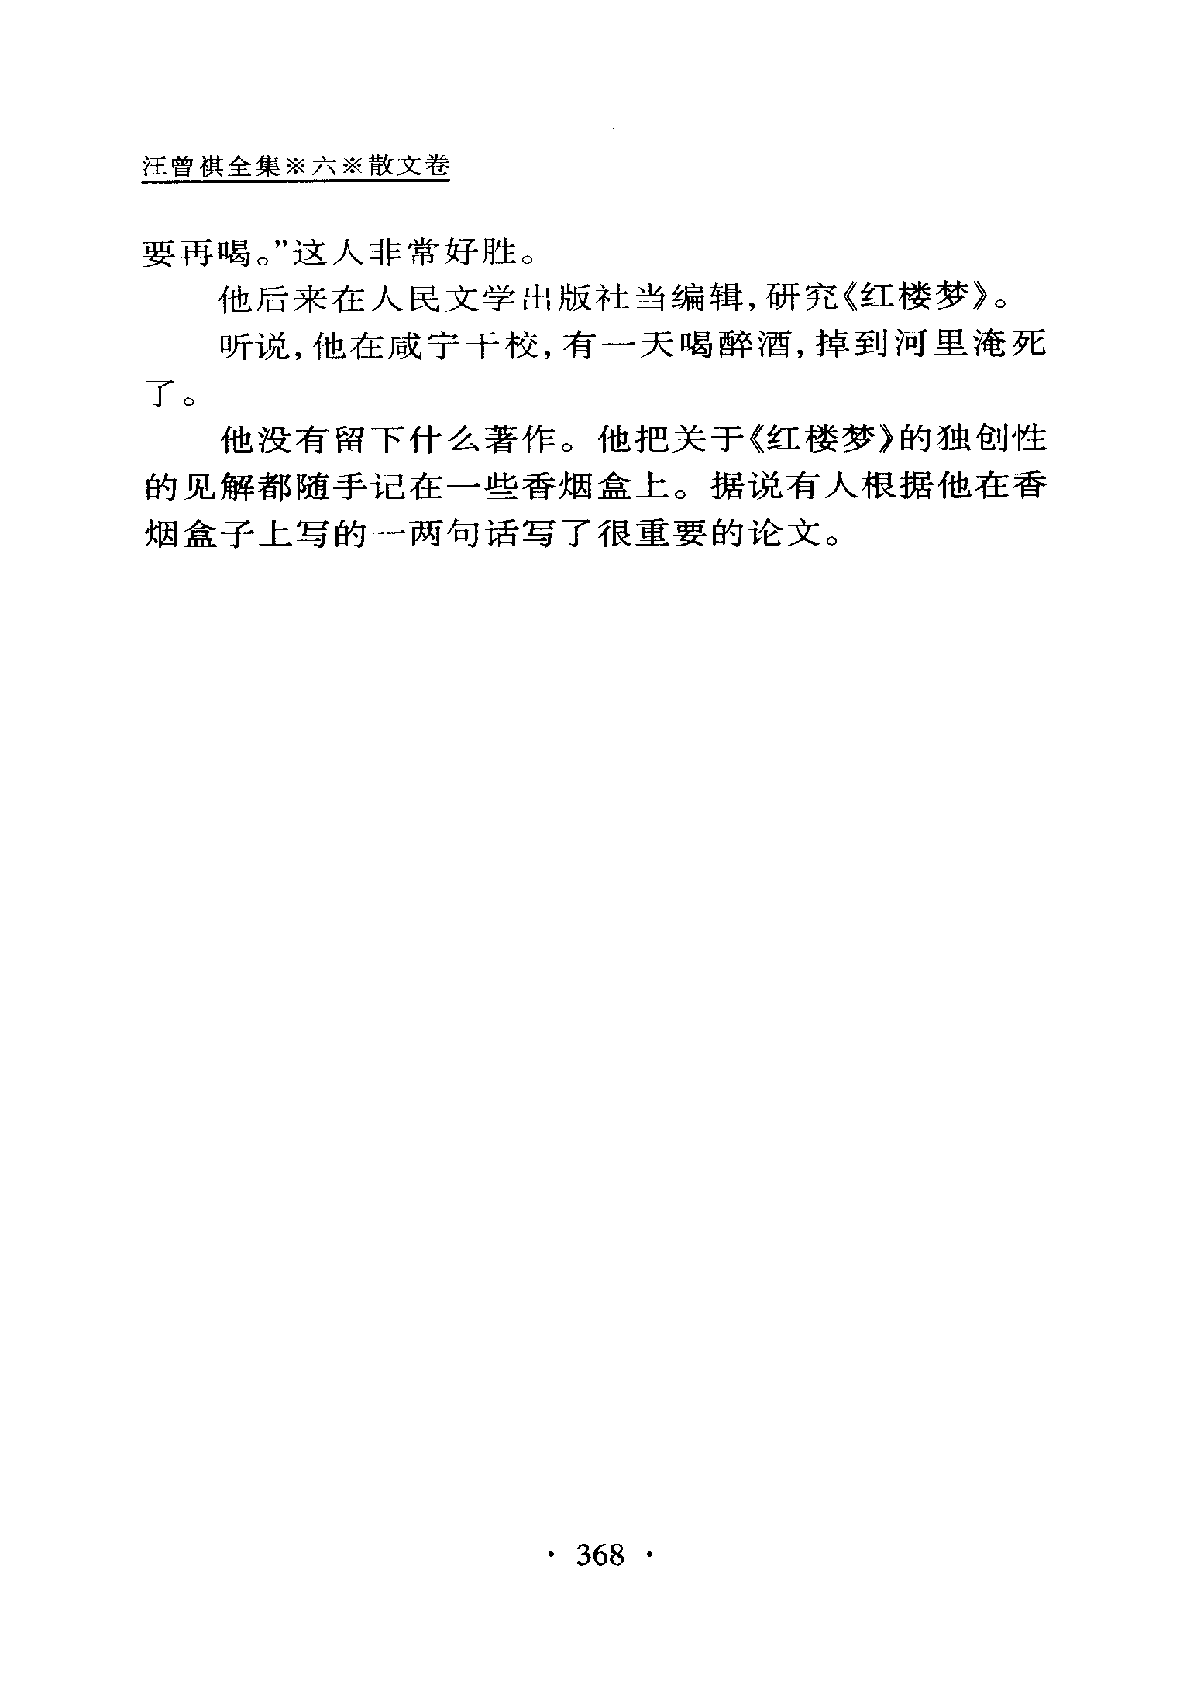 汪曾祺全集※六※散文卷
要再喝。”这人非常好胜。
他后来在人民文学出版社当编辑,研究《红楼梦》。
听说,他在咸宁干校,有一天喝醉酒,掉到河里淹死
了。
他没有留下什么著作。他把关于《红楼梦》的独创性
的见解都随手记在一些香烟盒上。据说有人根据他在香
烟盒子上写的一两句话写了很重要的论文。
· 368 ·